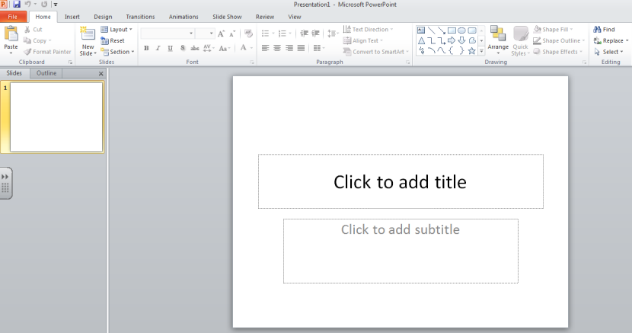 Presentation1 - Microsoft PowerPoint
File Home Insert Design Transitions Animations Slide Show Review View
Paste
Cut
Copy
Format Painter
Clipboard
New Slide
Layout
Reset
Section
Slides
B I U S abc AV Aa A
Font
Text Direction
Align Text
Convert to SmartArt
Paragraph
Arrange
Quick Styles
Shape Fill
Shape Outline
Shape Effects
Drawing
Find
Replace
Select
Editing
Slides Outline
1
Click to add title
Click to add subtitle